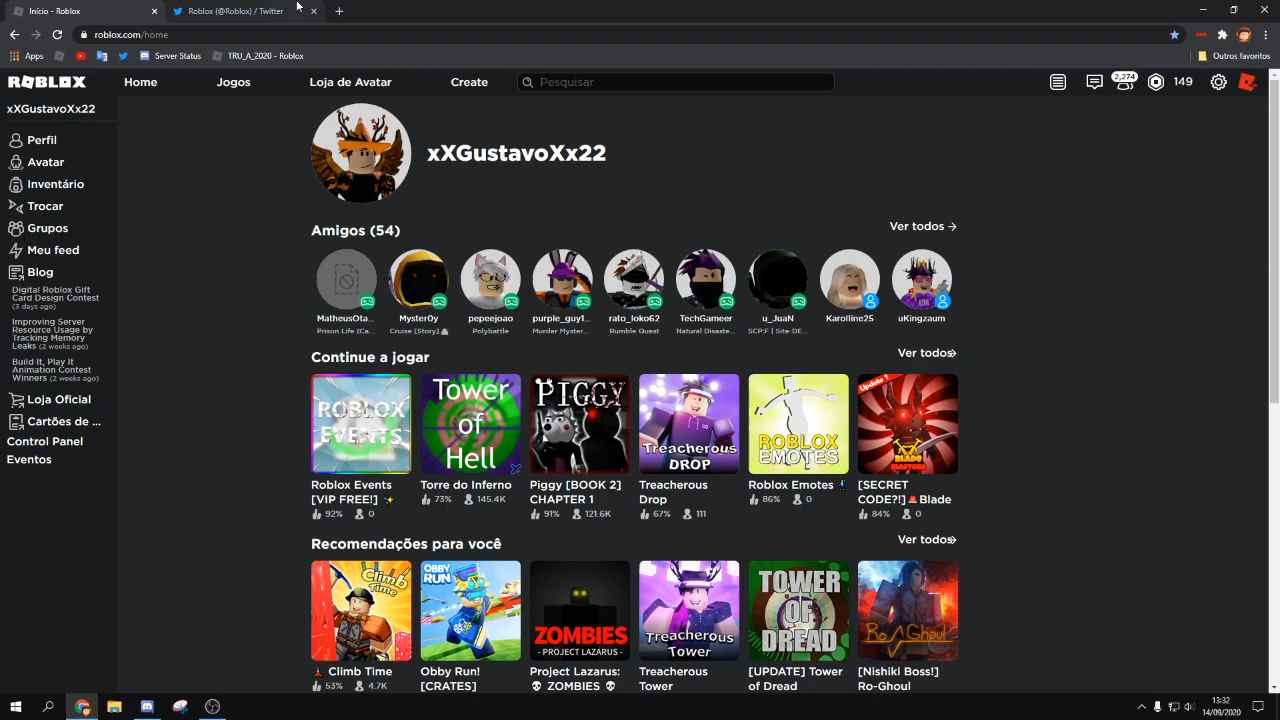 Início - Roblox
Roblox (@Roblox) / Twitter
roblox.com/home
Apps
Server Status
TRU_A_2020 - Roblox
Outros favoritos
ROBLOX
Home
Jogos
Loja de Avatar
Create
Pesquisar
2,274
149
xXGustavoXx22
Perfil
Avatar
Inventário
Trocar
Grupos
Meu feed
Blog
Digital Roblox Gift
Card Design Contest
(3 days ago)
Improving Server
Resource Usage by
Tracking Memory
Leaks (2 weeks ago)
Build It, Play It
Animation Contest
Winners (2 weeks ago)
Loja Oficial
Cartões de ...
Control Panel
Eventos
xXGustavoXx22
Amigos (54)
Ver todos →
MatheusOta...
Prison Life (Ca...
Myster0y
Cruise [Story]
pepeejoao
Polybattle
purple_guy1...
Murder Myster...
rato_loko62
Rumble Quest
TechGameer
Natural Disaste...
u_JuaN
SCP:F | Site-DE...
Karolline25
uKingzaum
Continue a jogar
Ver todos
ROBLOX
EVENTS
Tower
of
Hell
PIGGY
Treacherous
DROP
ROBLOX
EMOTES
Update 1
BLADE
MASTERS
Roblox Events
[VIP FREE!] ✨
92% 0
Torre do Inferno
73% 145.4K
Piggy [BOOK 2]
CHAPTER 1
91% 121.6K
Treacherous
Drop
67% 111
Roblox Emotes
86% 0
[SECRET
CODE?!] Blade
84% 0
Recomendações para você
Ver todos
Climb
Time
OBBY
RUN
ZOMBIES
- PROJECT LAZARUS -
Treacherous
Tower
TOWER
OF
DREAD
Ro Ghoul
Climb Time
53% 4.7K
Obby Run!
[CRATES]
Project Lazarus:
💀 ZOMBIES 💀
Treacherous
Tower
[UPDATE] Tower
of Dread
[Nishiki Boss!]
Ro-Ghoul
13:32
14/09/2020